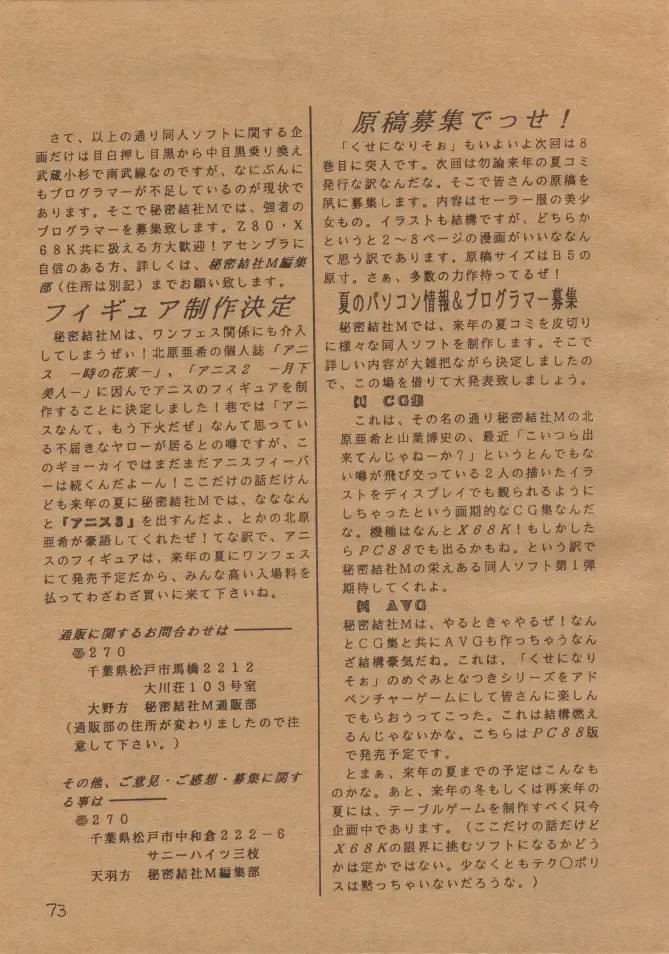 原稿募集でっせ！
「くせになりそぉ」もいよいよ次回は８
巻目に突入です。次回は勿論来年の夏コミ
発行な訳なんだな。そこで皆さんの原稿を
夙に募集します。内容はセーラー服の美少
女もの。イラストも結構ですが、どちらか
というと２～８ページの漫画がいいななん
て思う訳であります。原稿サイズはＢ５の
原寸。さぁ、多数の力作待ってるぜ！
夏のパソコン情報＆プログラマー募集
秘密結社Ｍでは、来年の夏コミを皮切り
に様々な同人ソフトを制作します。そこで
詳しい内容が大雑把ながら決定しましたの
で、この場を借りて大発表致しましょう。
ＣＧ集
これは、その名の通り秘密結社Ｍの北
原亜希と山葉博史の、最近「こいつら出
来てんじゃねーか？」というとんでもな
い噂が飛び交っている２人の描いたイラ
ストをディスプレイでも観られるように
しちゃったという画期的なＣＧ集なんだ
な。機種はなんとＸ６８Ｋ！もしかした
らＰＣ８８でも出るかもね。という訳で
秘密結社Ｍの栄えある同人ソフト第１弾
期待してくれよ。
ＡＶＧ
秘密結社Ｍは、やるときゃやるぜ！なん
とＣＧ集と共にＡＶＧも作っちゃうなん
ざ結構豪気だね。これは、「くせになり
そぉ」のめぐみとなつきシリーズをアド
ベンチャーゲームにして皆さんに楽しん
でもらおうってこった。これは結構燃え
るんじゃないかな。こちらはＰＣ８８版
で発売予定です。
とまぁ、来年の夏までの予定はこんなも
のかな。あと、来年の冬もしくは再来年の
夏には、テーブルゲームを制作すべく只今
企画中であります。（ここだけの話だけど
Ｘ６８Ｋの限界に挑むソフトになるかどう
かは定かではない。少なくともテク〇ポリ
スは黙っちゃいないだろうな。）
さて、以上の通り同人ソフトに関する企
画だけは目白押し目黒から中目黒乗り換え
武蔵小杉で南武線なのですが、なにぶんに
もプログラマーが不足しているのが現状で
あります。そこで秘密結社Ｍでは、強者の
プログラマーを募集致します。Ｚ８０・Ｘ
６８Ｋ共に扱える方大歓迎！アセンブラに
自信のある方、詳しくは、秘密結社Ｍ編集
部（住所は別記）までお願い致します。
フィギュア制作決定
秘密結社Ｍは、ワンフェス関係にも介入
してしまうぜぃ！北原亜希の個人誌「アニ
ス －時の花束－」。「アニス２ －月下
美人－」に因んでアニスのフィギュアを制
作することに決定しました！巷では「アニ
スなんて、もう下火だぜ」なんて思ってい
る不届きなヤローが居るとの噂ですが、こ
のギョーカイではまだまだアニスフィーバ
ーは続くんだよーん！ここだけの話だけん
ども来年の夏に秘密結社Ｍでは、なななん
と「アニス３」を出すんだよ、とかの北原
亜希が豪語してくれたぜ！てな訳で、アニ
スのフィギュアは、来年の夏にワンフェス
にて発売予定だから、みんな高い入場料を
払ってわざわざ買いに来て下さいね。
通販に関するお問合わせは ―――
〠２７０
千葉県松戸市馬橋２２１２
大川荘１０３号室
大野方　秘密結社Ｍ通販部
（通販部の住所が変わりましたので注
意して下さい。）
その他、ご意見・ご感想・募集に関す
る事は ―――
〠２７０
千葉県松戸市中和倉２２２－６
サニーハイツ三枝
天羽方　秘密結社Ｍ編集部
73